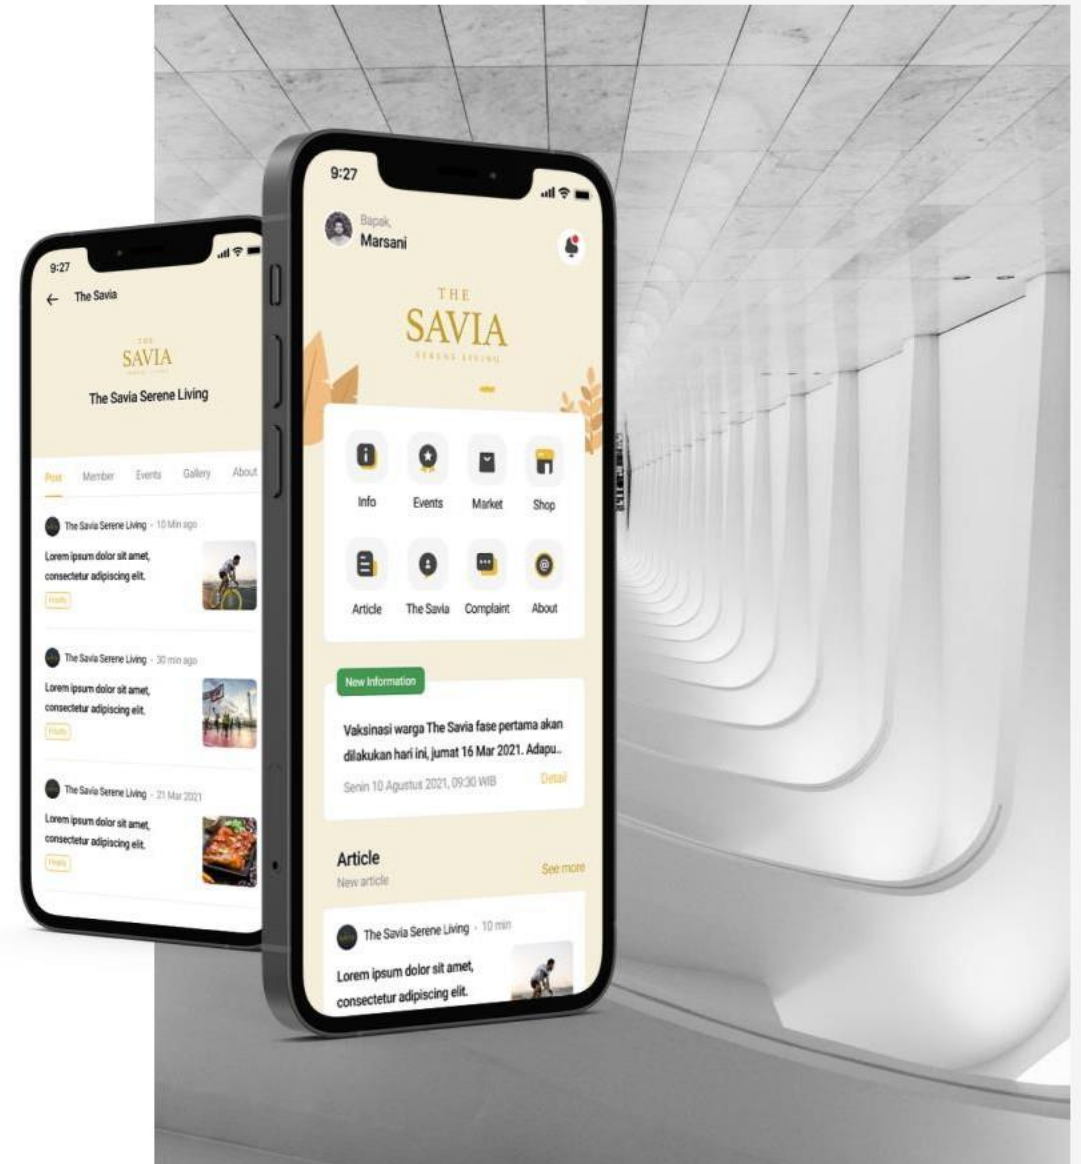 9:27
The Savia
THE
SAVIA
The Savia Serene Living
Post Member Events Gallery About
The Savia Serene Living - 10 Min ago
Lorem ipsum dolor sit amet,
consectetur adipiscing elit.
The Savia Serene Living - 30 min ago
Lorem ipsum dolor sit amet,
consectetur adipiscing elit.
The Savia Serene Living - 21 Mar 2021
Lorem ipsum dolor sit amet,
consectetur adipiscing elit.
9:27
Bapak,
Marsani
THE
SAVIA
SERENE LIVING
Info Events Market Shop
Article The Savia Complaint About
New Information
Vaksinasi warga The Savia fase pertama akan
dilakukan hari ini, jumat 16 Mar 2021. Adapu..
Senin 10 Agustus 2021, 09:30 WIB Detail
Article
New article
See more
The Savia Serene Living - 10 min
Lorem ipsum dolor sit amet,
consectetur adipiscing elit.